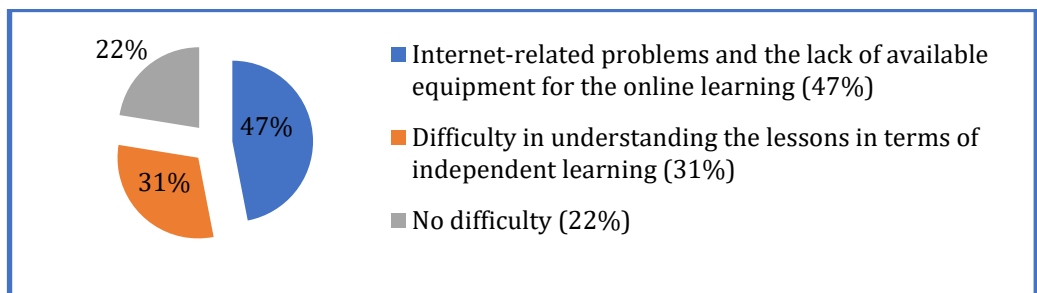 22%
47%
31%
Internet-related problems and the lack of available
equipment for the online learning (47%)
Difficulty in understanding the lessons in terms of
independent learning (31%)
No difficulty (22%)